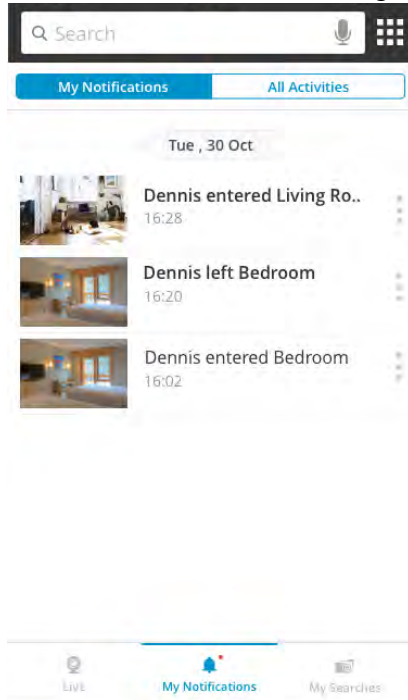 Search
My Notifications
All Activities
Tue , 30 Oct
Dennis entered Living Ro..
16:28
Dennis left Bedroom
16:20
Dennis entered Bedroom
16:02
Live
My Notifications
My Searches